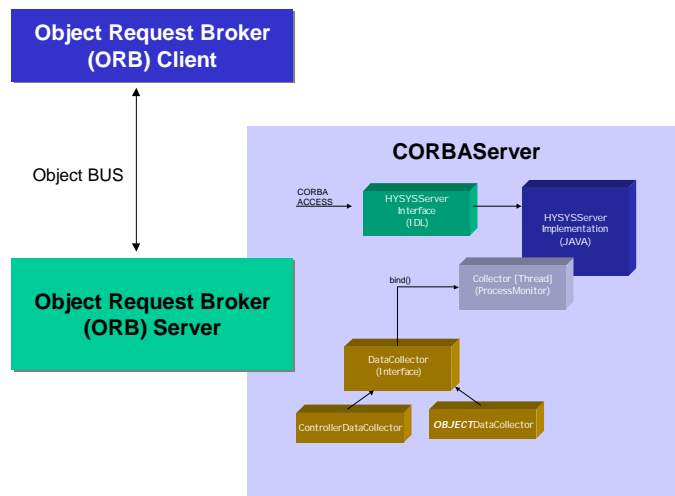 Object Request Broker
(ORB) Client
Object BUS
Object Request Broker
(ORB) Server
CORBAServer
CORBA
ACCESS
HYSYSServer
Interface
(IDL)
HYSYSServer
Implementation
(JAVA)
Collector [Thread]
(ProcessMonitor)
bind()
DataCollector
(Interface)
ControllerDataCollector
OBJECTDataCollector